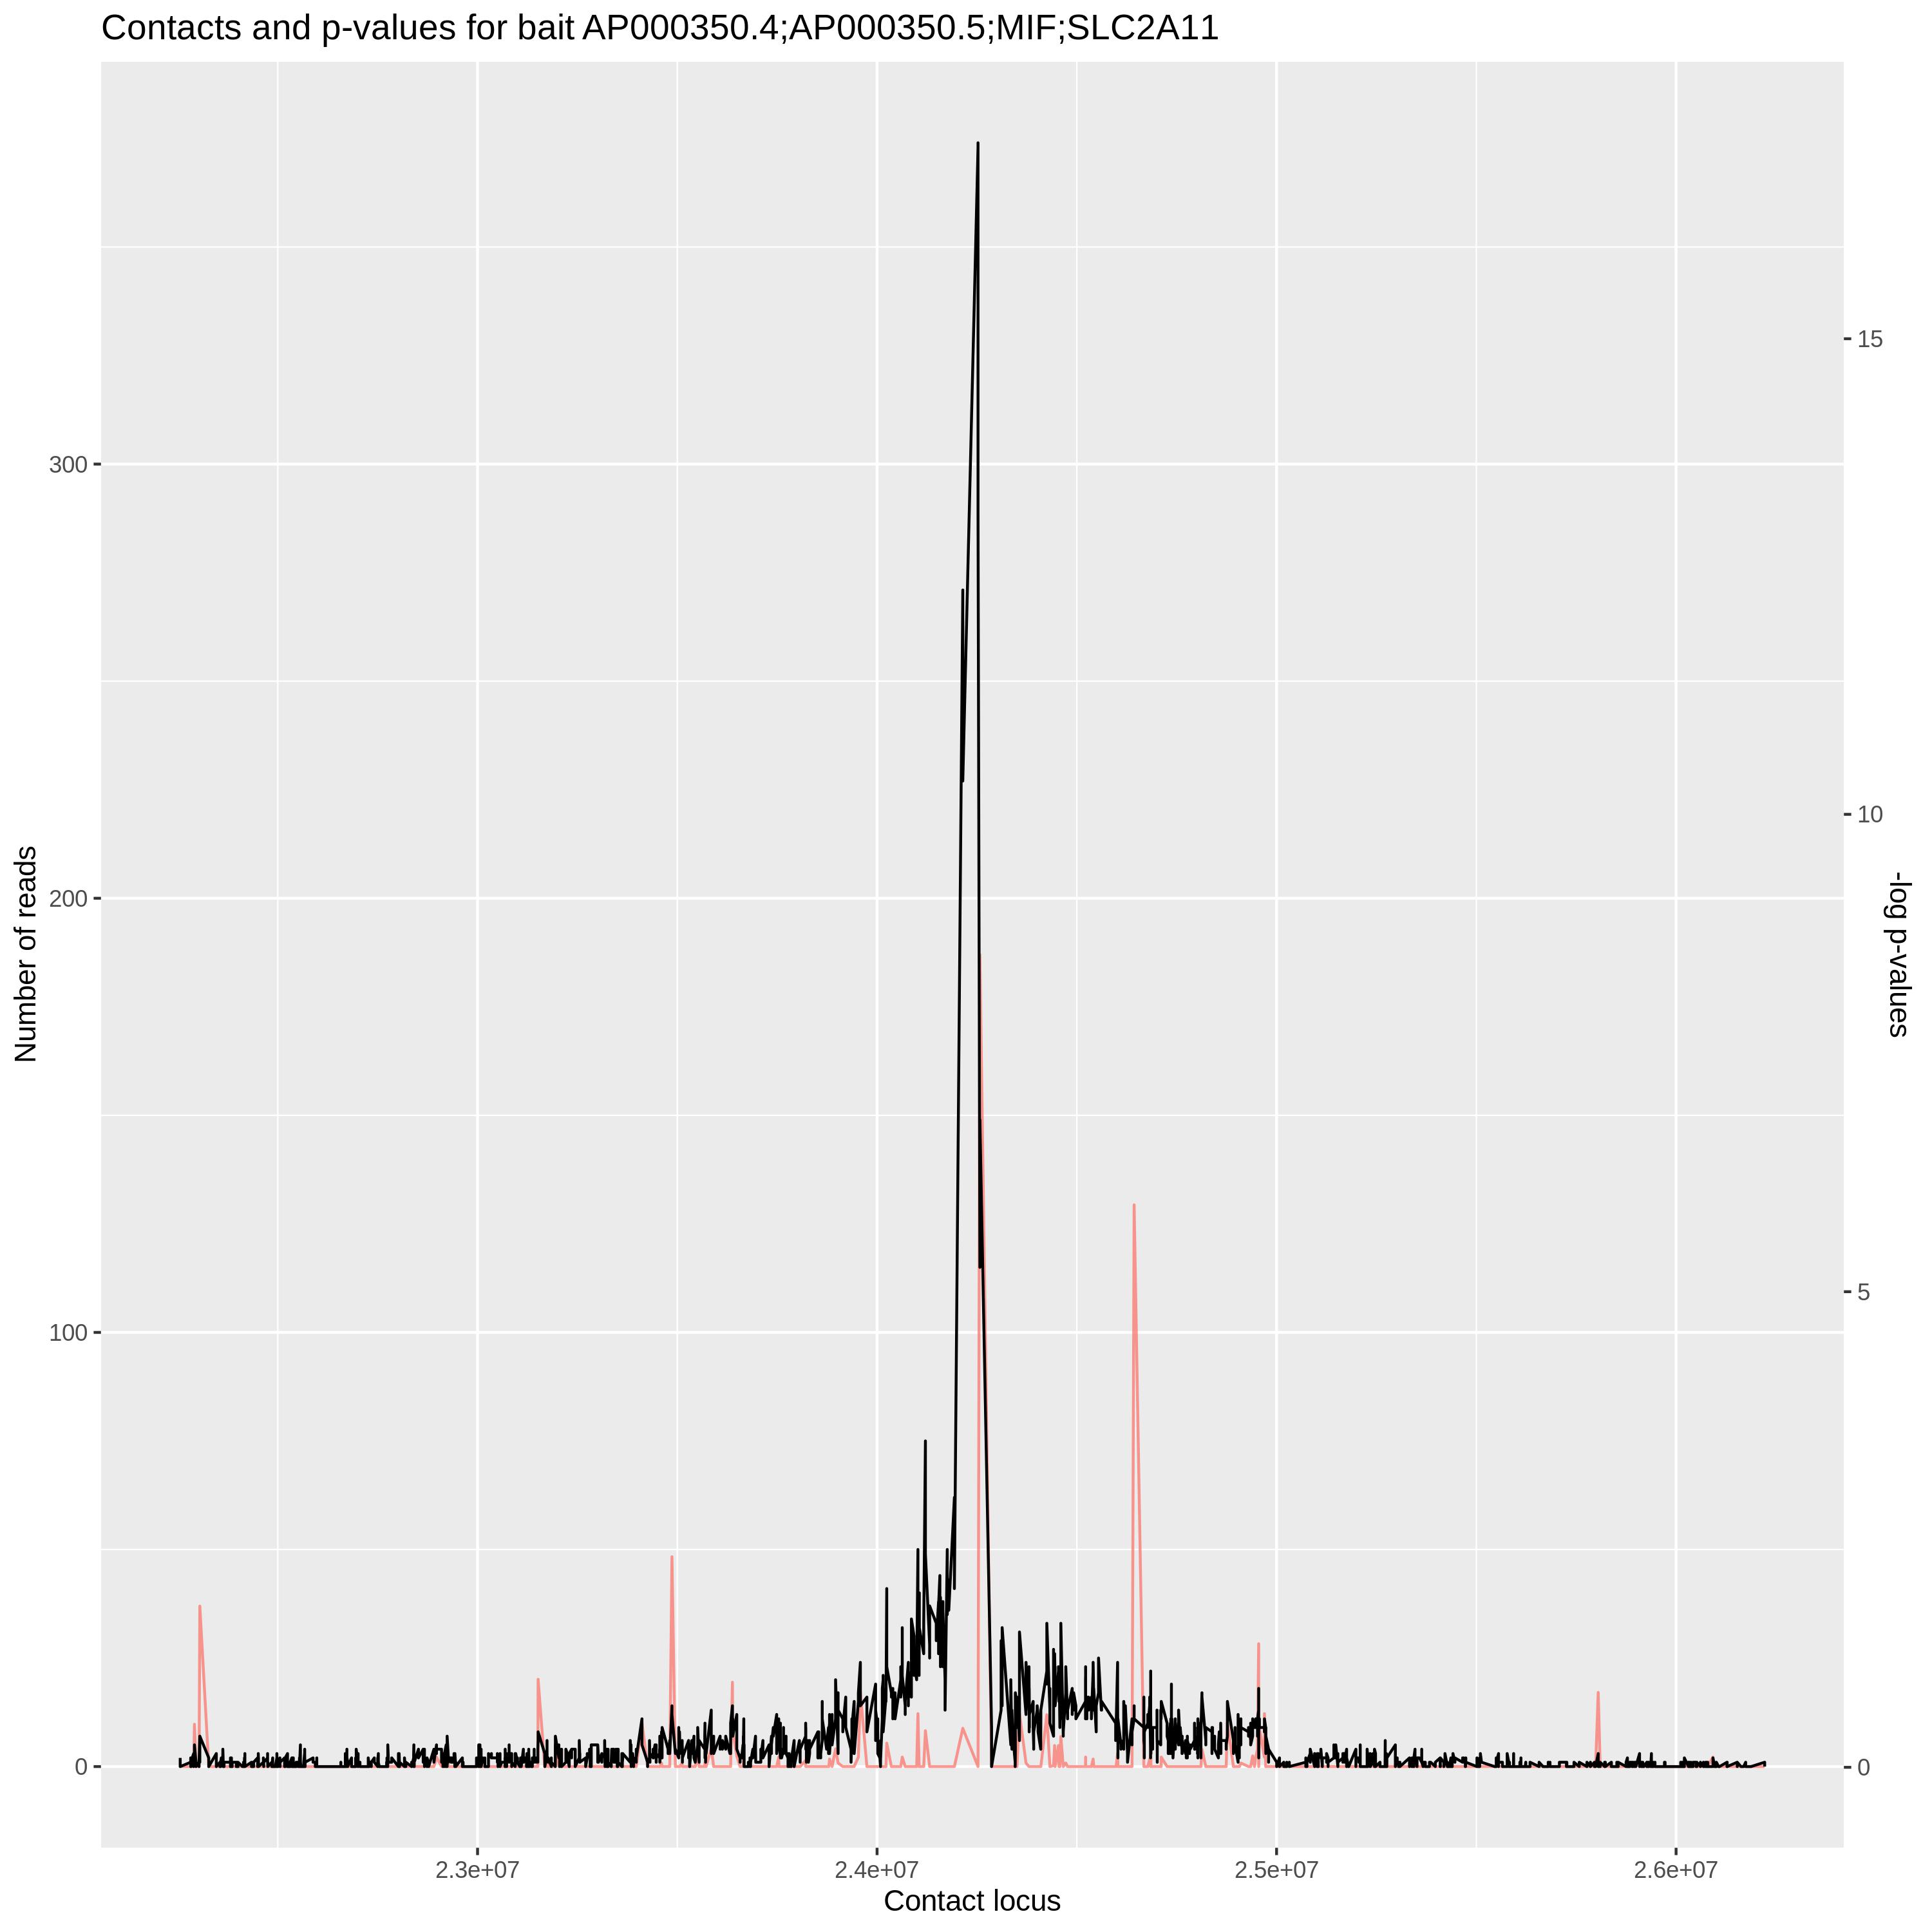 Contacts and p-values for bait AP000350.4;AP000350.5;MIF;SLC2A11
Number of reads
300
200
100
0
15
10
5
0
-log p-values
2.3e+07 2.4e+07 2.5e+07 2.6e+07
Contact locus